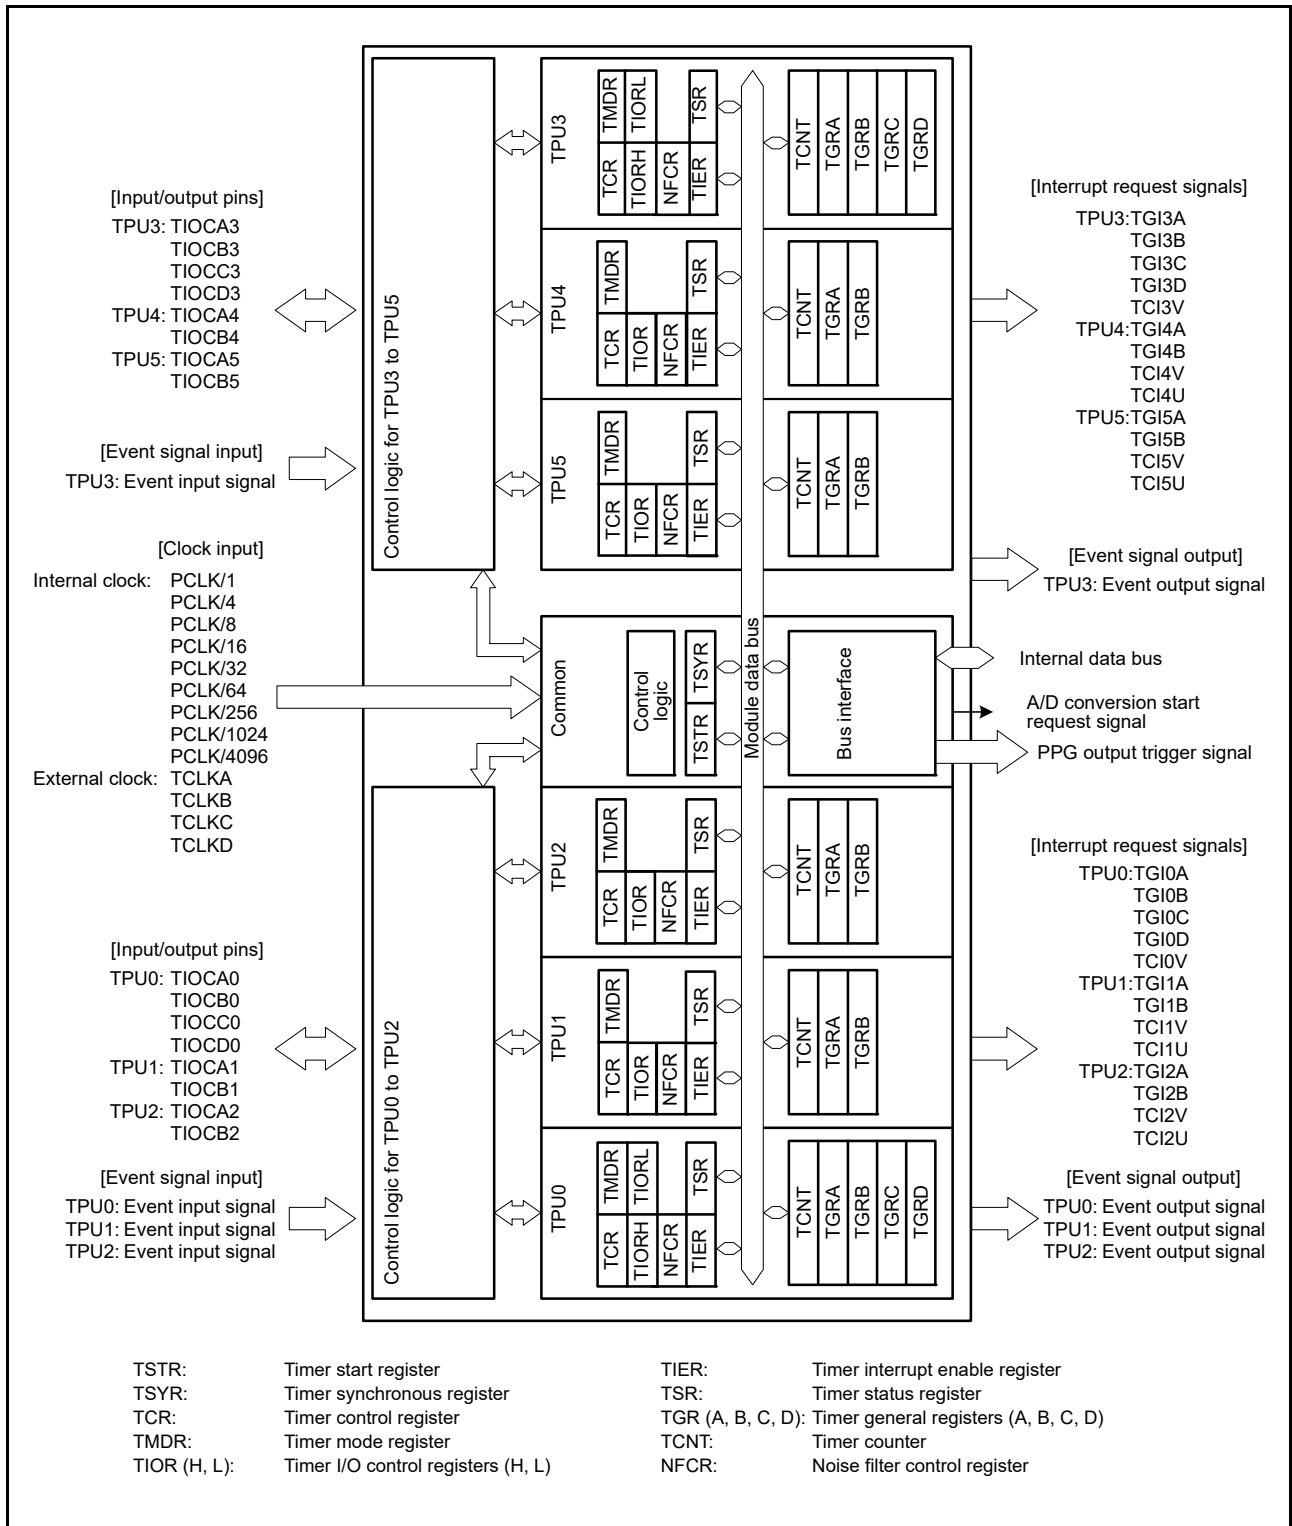 [Input/output pins]
TPU3: TIOCA3
TIOCB3
TIOCC3
TIOCD3
TPU4: TIOCA4
TIOCB4
TPU5: TIOCA5
TIOCB5
[Event signal input]
TPU3: Event input signal
[Clock input]
Internal clock: PCLK/1
PCLK/4
PCLK/8
PCLK/16
PCLK/32
PCLK/64
PCLK/256
PCLK/1024
PCLK/4096
External clock: TCLKA
TCLKB
TCLKC
TCLKD
[Input/output pins]
TPU0: TIOCA0
TIOCB0
TIOCC0
TIOCD0
TPU1: TIOCA1
TIOCB1
TPU2: TIOCA2
TIOCB2
[Event signal input]
TPU0: Event input signal
TPU1: Event input signal
TPU2: Event input signal
Control logic for TPU3 to TPU5
Control logic for TPU0 to TPU2
TPU3
TMDR
TIORL
TSR
TCR
TIORH
NFCR
TIER
TCNT
TGRA
TGRB
TGRC
TGRD
TPU4
TMDR
TSR
TCR
TIOR
NFCR
TIER
TCNT
TGRA
TGRB
TPU5
TMDR
TSR
TCR
TIOR
NFCR
TIER
TCNT
TGRA
TGRB
Common
Control
logic
TSYR
TSTR
Module data bus
Bus interface
TPU2
TMDR
TSR
TCR
TIOR
NFCR
TIER
TCNT
TGRA
TGRB
TPU1
TMDR
TSR
TCR
TIOR
NFCR
TIER
TCNT
TGRA
TGRB
TPU0
TMDR
TIORL
TSR
TCR
TIORH
NFCR
TIER
TCNT
TGRA
TGRB
TGRC
TGRD
[Interrupt request signals]
TPU3:TGI3A
TGI3B
TGI3C
TGI3D
TCI3V
TPU4:TGI4A
TGI4B
TCI4V
TCI4U
TPU5:TGI5A
TGI5B
TCI5V
TCI5U
[Event signal output]
TPU3: Event output signal
Internal data bus
A/D conversion start
request signal
PPG output trigger signal
[Interrupt request signals]
TPU0:TGI0A
TGI0B
TGI0C
TGI0D
TCI0V
TPU1:TGI1A
TGI1B
TCI1V
TCI1U
TPU2:TGI2A
TGI2B
TCI2V
TCI2U
[Event signal output]
TPU0: Event output signal
TPU1: Event output signal
TPU2: Event output signal
TSTR: Timer start register
TSYR: Timer synchronous register
TCR: Timer control register
TMDR: Timer mode register
TIOR (H, L): Timer I/O control registers (H, L)
TIER: Timer interrupt enable register
TSR: Timer status register
TGR (A, B, C, D): Timer general registers (A, B, C, D)
TCNT: Timer counter
NFCR: Noise filter control register